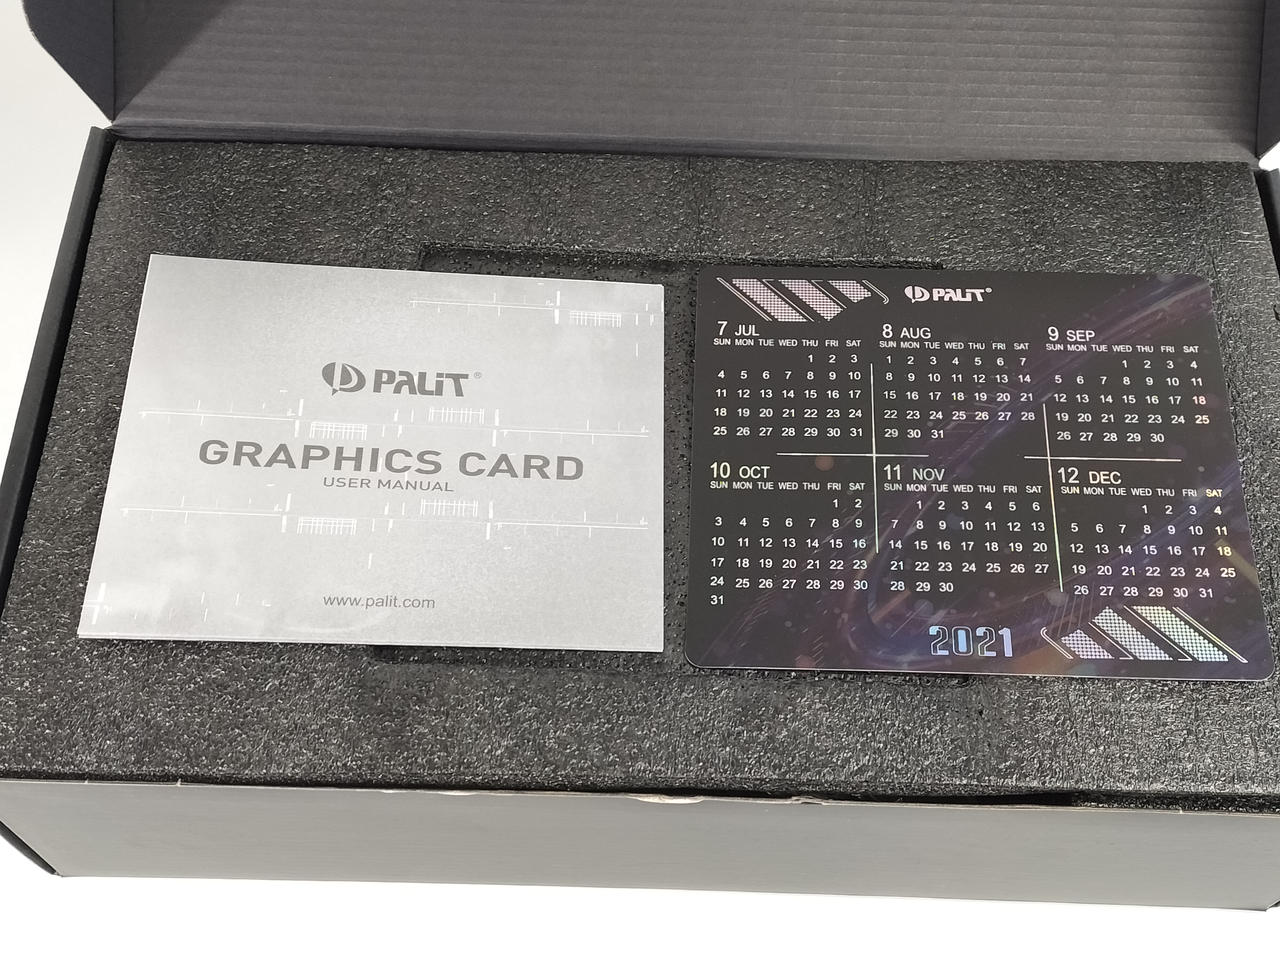 PALIT®
GRAPHICS CARD
USER MANUAL
www.palit.com
PALIT®
7 JUL
SUN MON TUE WED THU FRI SAT
1 2 3
4 5 6 7 8 9 10
11 12 13 14 15 16 17
18 19 20 21 22 23 24
25 26 27 28 29 30 31
8 AUG
SUN MON TUE WED THU FRI SAT
1 2 3 4 5 6 7
8 9 10 11 12 13 14
15 16 17 18 19 20 21
22 23 24 25 26 27 28
29 30 31
9 SEP
SUN MON TUE WED THU FRI SAT
1 2 3 4
5 6 7 8 9 10 11
12 13 14 15 16 17 18
19 20 21 22 23 24 25
26 27 28 29 30
10 OCT
SUN MON TUE WED THU FRI SAT
1 2
3 4 5 6 7 8 9
10 11 12 13 14 15 16
17 18 19 20 21 22 23
24 25 26 27 28 29 30
31
11 NOV
SUN MON TUE WED THU FRI SAT
1 2 3 4 5 6
7 8 9 10 11 12 13
14 15 16 17 18 19 20
21 22 23 24 25 26 27
28 29 30
12 DEC
SUN MON TUE WED THU FRI SAT
1 2 3 4
5 6 7 8 9 10 11
12 13 14 15 16 17 18
19 20 21 22 23 24 25
26 27 28 29 30 31
2021